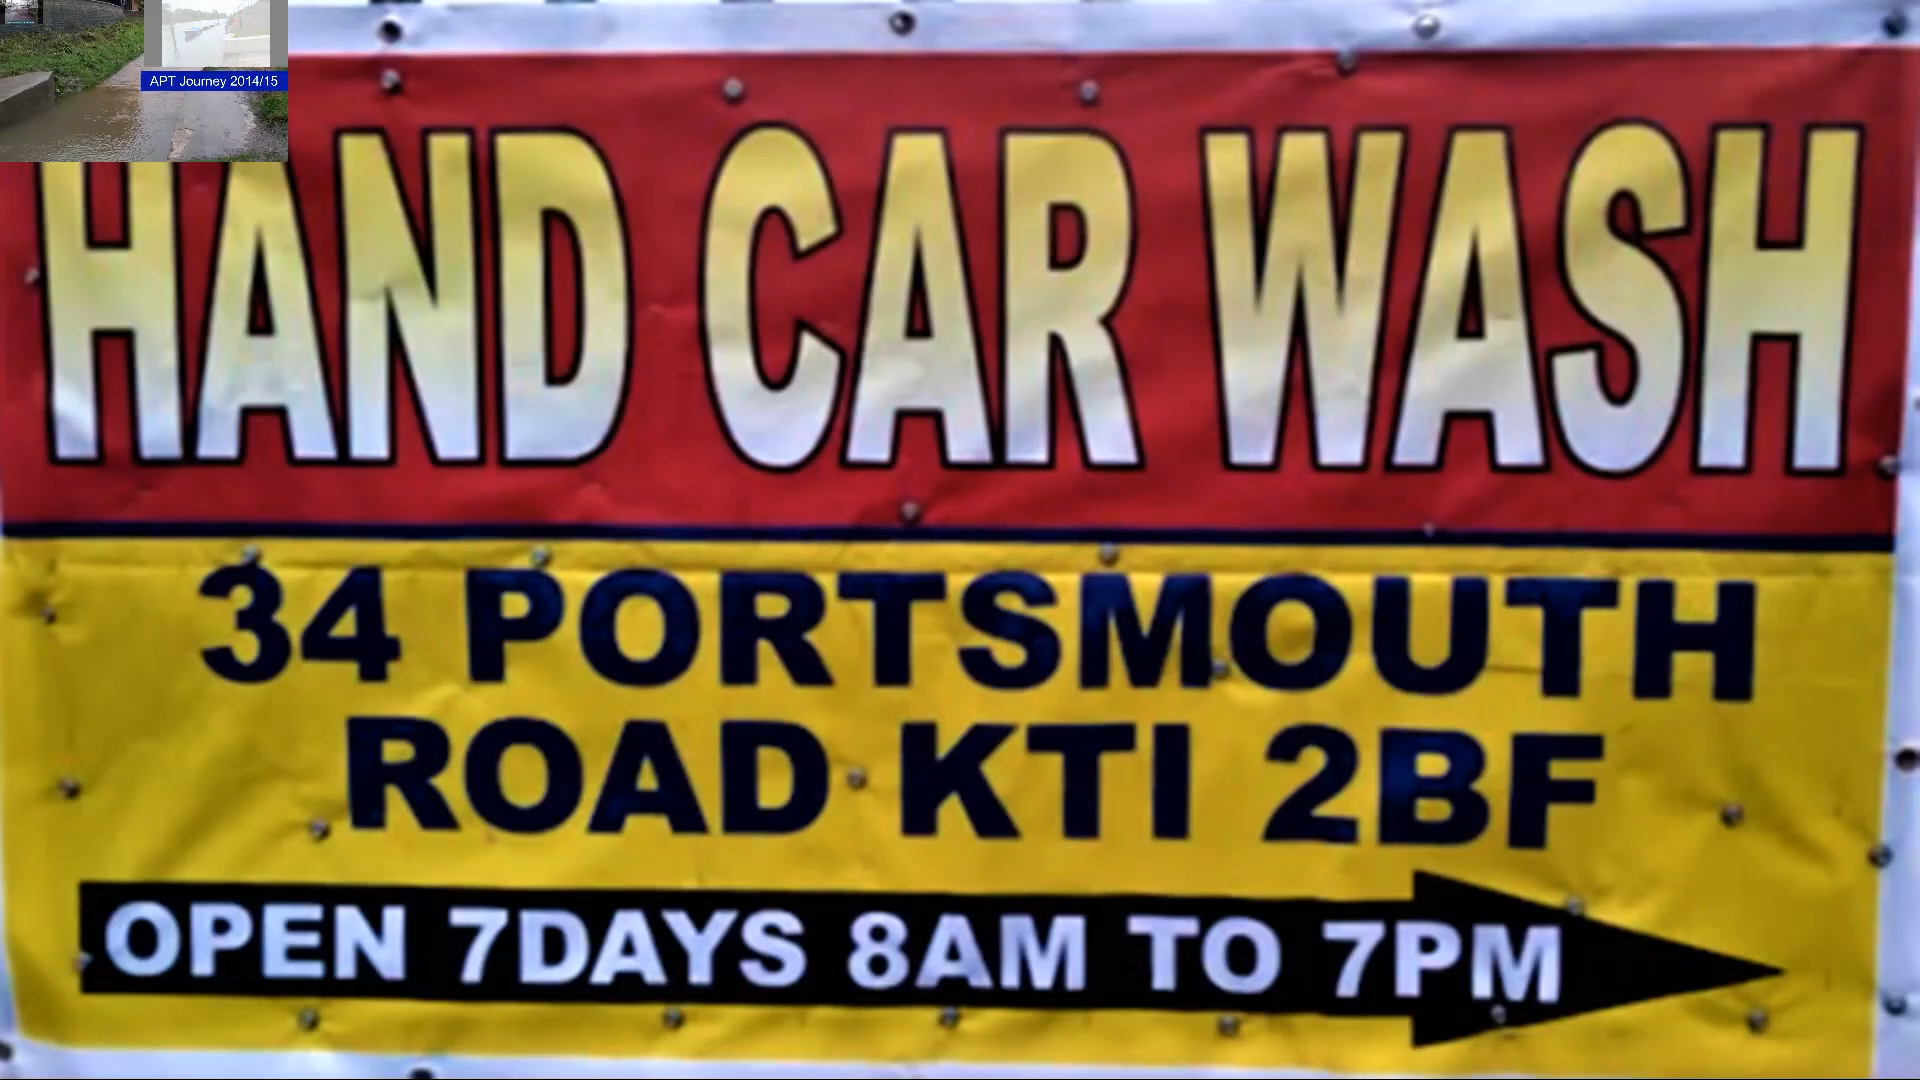 APT Journey 2014/15
HAND CAR WASH
34 PORTSMOUTH
ROAD KTI 2BF
OPEN 7DAYS 8AM TO 7PM